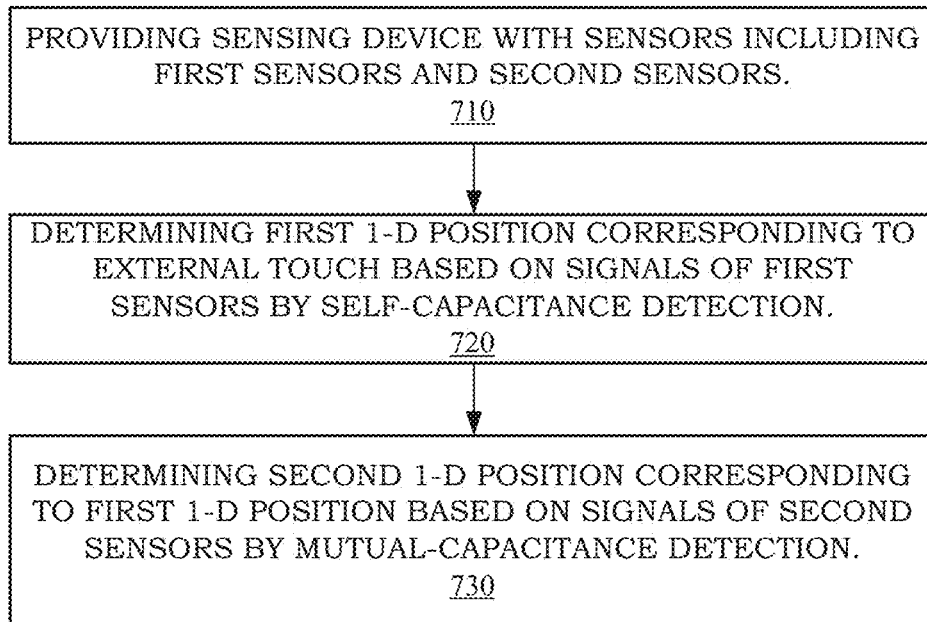 PROVIDING SENSING DEVICE WITH SENSORS INCLUDING
FIRST SENSORS AND SECOND SENSORS.
710
DETERMINING FIRST 1-D POSITION CORRESPONDING TO
EXTERNAL TOUCH BASED ON SIGNALS OF FIRST
SENSORS BY SELF-CAPACITANCE DETECTION.
720
DETERMINING SECOND 1-D POSITION CORRESPONDING
TO FIRST 1-D POSITION BASED ON SIGNALS OF SECOND
SENSORS BY MUTUAL-CAPACITANCE DETECTION.
730